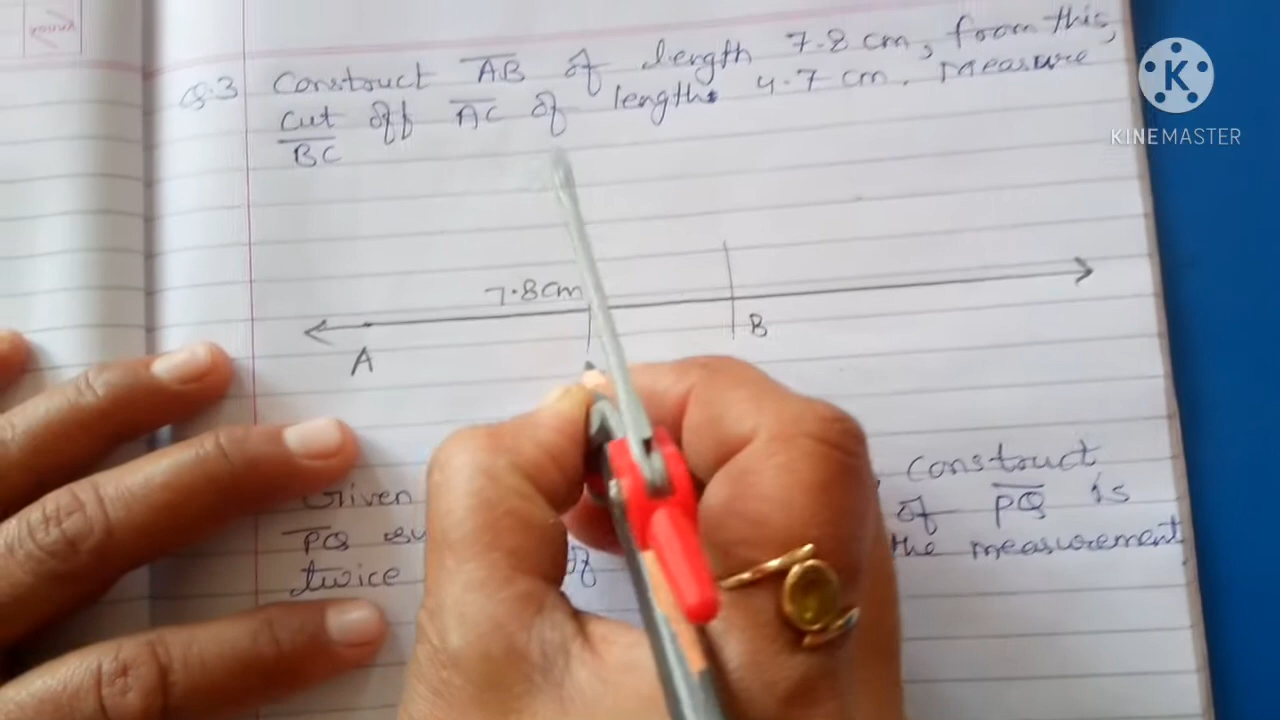 Q.3 Construct AB of length 7.8 cm, from this,
cut off AC of length 4.7 cm. Measure
BC
7.8cm
A
B
Given construct
PQ of PQ is
twice of the measurement
K
KINEMASTER